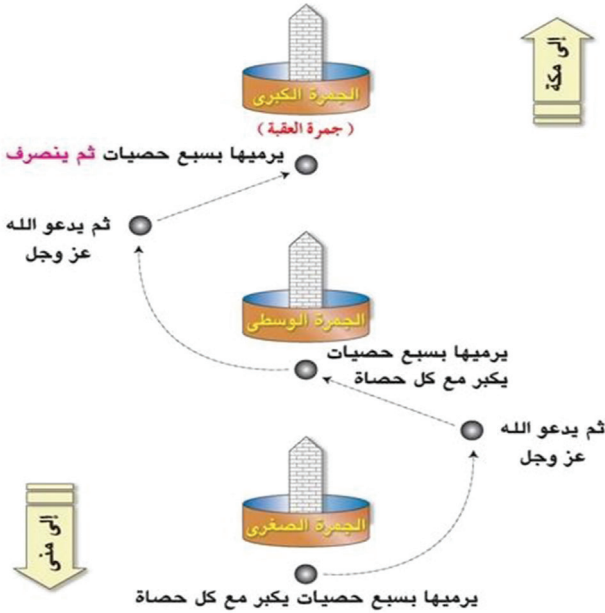 إلى مكة
الجمرة الكبرى
(جمرة العقبة)
يرميها بسبع حصيات ثم ينصرف
ثم يدعو الله
عز وجل
الجمرة الوسطى
يرميها بسبع حصيات
يكبر مع كل حصاة
ثم يدعو الله
عز وجل
الجمرة الصغرى
إلى منى
يرميها بسبع حصيات يكبر مع كل حصاة